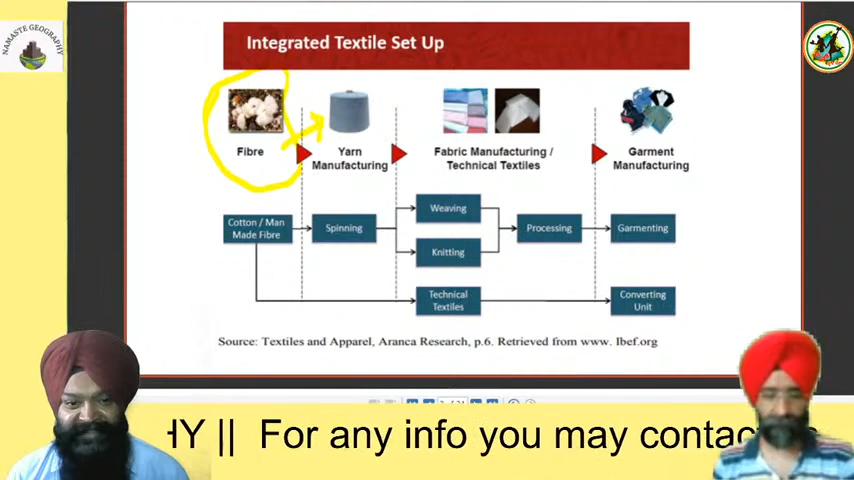 NAMASTE GEOGRAPHY
Integrated Textile Set Up
Fibre
Yarn
Manufacturing
Fabric Manufacturing /
Technical Textiles
Garment
Manufacturing
Cotton / Man
Made Fibre
Spinning
Weaving
Knitting
Processing
Garmenting
Technical
Textiles
Converting
Unit
Source: Textiles and Apparel, Aranca Research, p.6. Retrieved from www. Ibef.org
HY || For any info you may contac